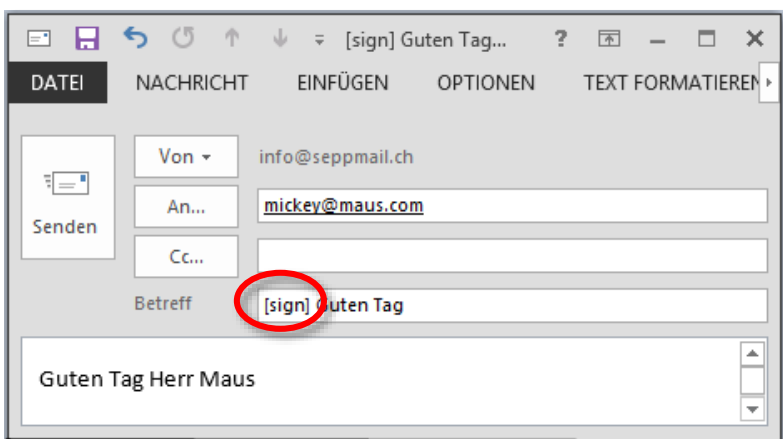 [sign] Guten Tag... ?
DATEI NACHRICHT EINFÜGEN OPTIONEN TEXT FORMATIEREN
Von info@seppmail.ch
Senden
An... mickey@maus.com
Cc...
Betreff [sign] Guten Tag
Guten Tag Herr Maus